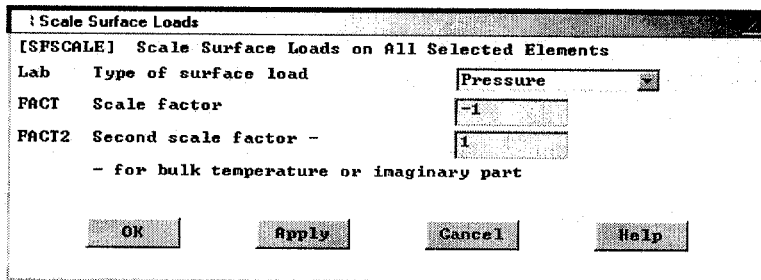 Scale Surface Loads
[SFSCALE] Scale Surface Loads on All Selected Elements
Lab Type of surface load Pressure
FACT Scale factor -1
FACT2 Second scale factor - 1
- for bulk temperature or imaginary part
OK Apply Cancel Help